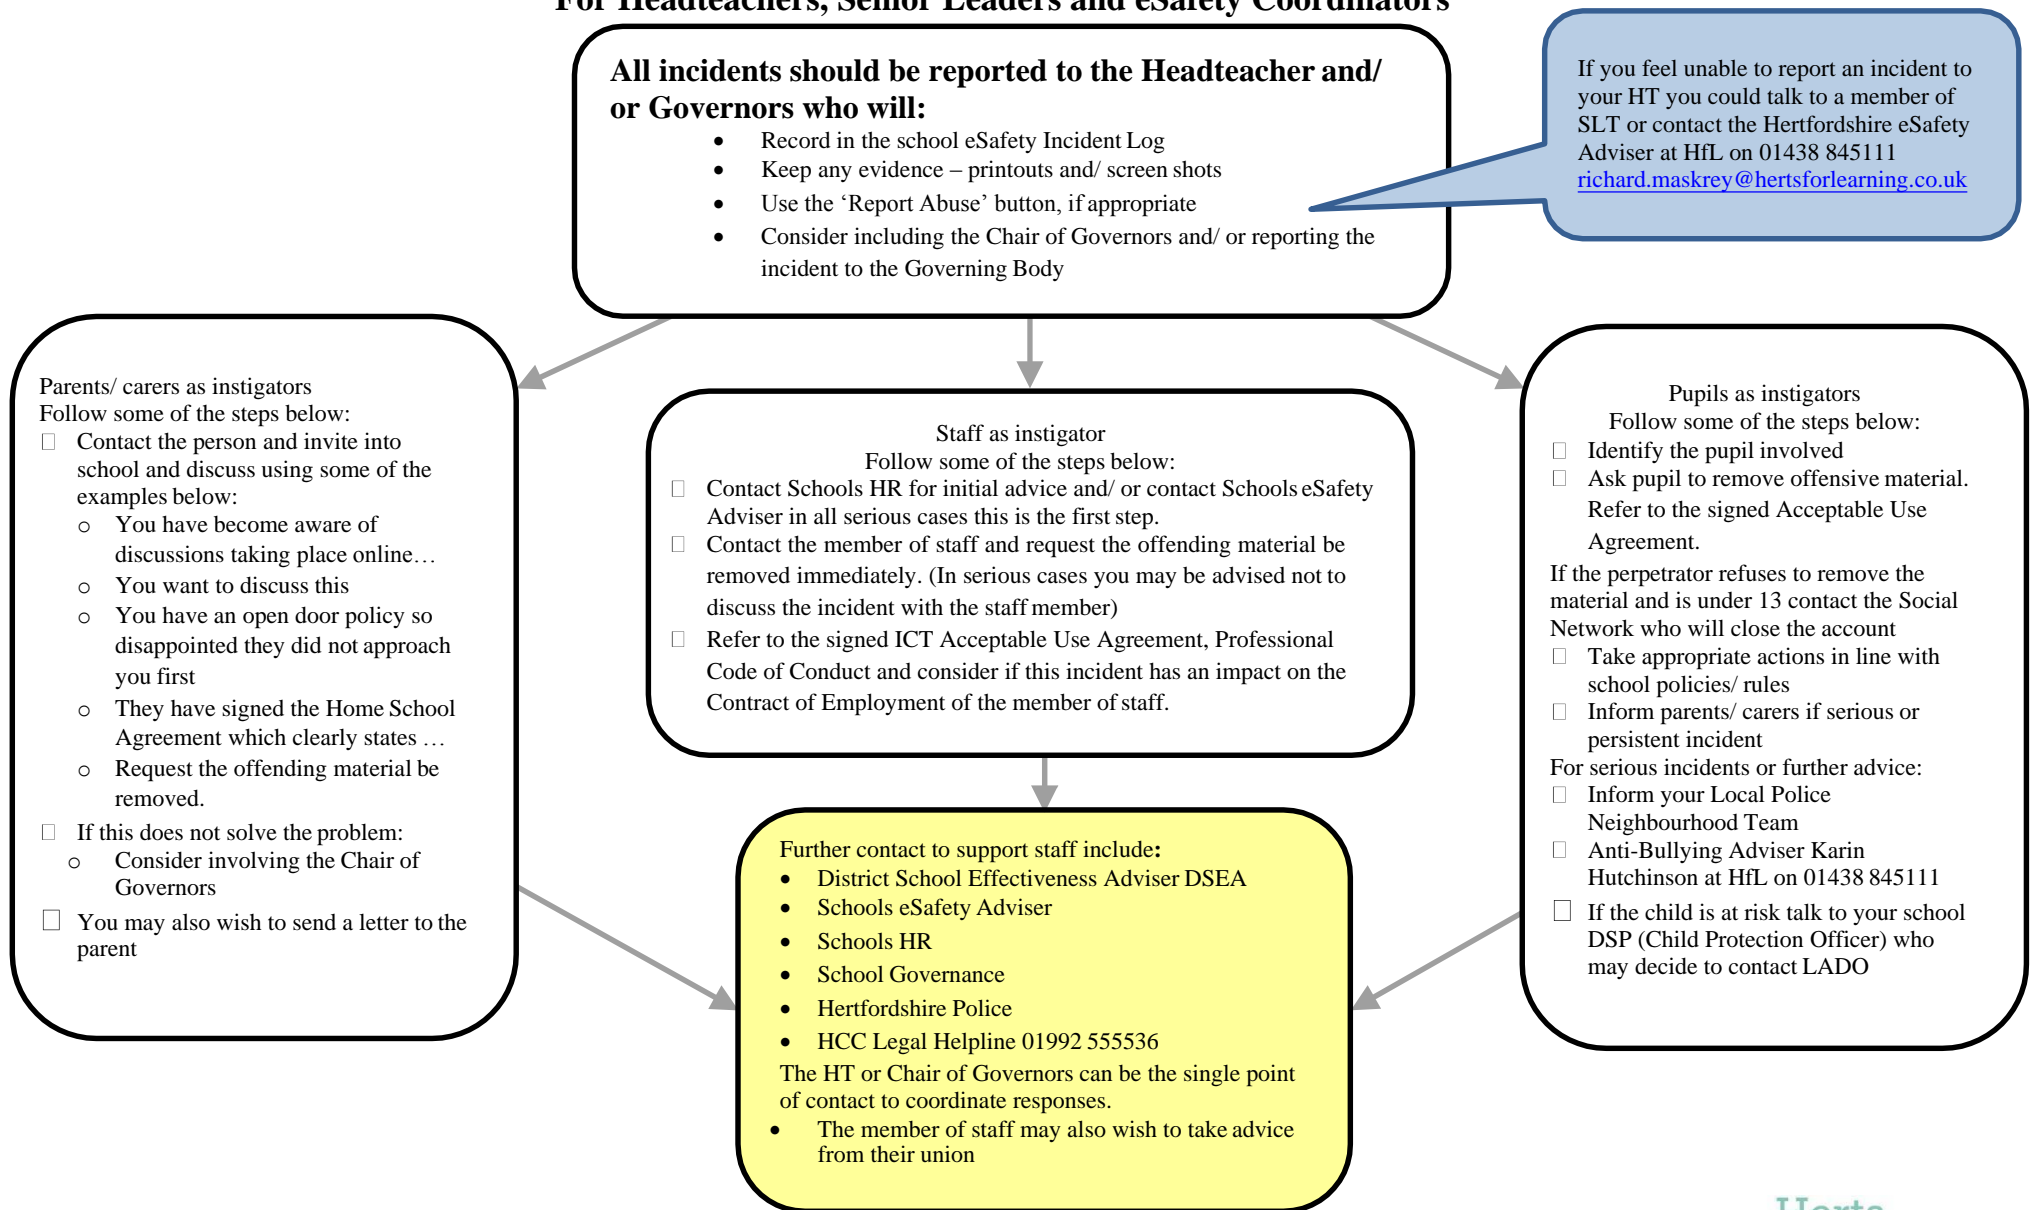 For Headteachers, Senior Leaders and eSafety Coordinators
All incidents should be reported to the Headteacher and/
or Governors who will:
• Record in the school eSafety Incident Log
• Keep any evidence – printouts and/ screen shots
• Use the ‘Report Abuse’ button, if appropriate
• Consider including the Chair of Governors and/ or reporting the
incident to the Governing Body
If you feel unable to report an incident to
your HT you could talk to a member of
SLT or contact the Hertfordshire eSafety
Adviser at HfL on 01438 845111
richard.maskrey@hertsforlearning.co.uk
Parents/ carers as instigators
Follow some of the steps below:
□ Contact the person and invite into
school and discuss using some of the
examples below:
o You have become aware of
discussions taking place online…
o You want to discuss this
o You have an open door policy so
disappointed they did not approach
you first
o They have signed the Home School
Agreement which clearly states …
o Request the offending material be
removed.
□ If this does not solve the problem:
o Consider involving the Chair of
Governors
□ You may also wish to send a letter to the
parent
Staff as instigator
Follow some of the steps below:
□ Contact Schools HR for initial advice and/ or contact Schools eSafety
Adviser in all serious cases this is the first step.
□ Contact the member of staff and request the offending material be
removed immediately. (In serious cases you may be advised not to
discuss the incident with the staff member)
□ Refer to the signed ICT Acceptable Use Agreement, Professional
Code of Conduct and consider if this incident has an impact on the
Contract of Employment of the member of staff.
Pupils as instigators
Follow some of the steps below:
□ Identify the pupil involved
□ Ask pupil to remove offensive material.
Refer to the signed Acceptable Use
Agreement.
If the perpetrator refuses to remove the
material and is under 13 contact the Social
Network who will close the account
□ Take appropriate actions in line with
school policies/ rules
□ Inform parents/ carers if serious or
persistent incident
For serious incidents or further advice:
□ Inform your Local Police
Neighbourhood Team
□ Anti-Bullying Adviser Karin
Hutchinson at HfL on 01438 845111
□ If the child is at risk talk to your school
DSP (Child Protection Officer) who
may decide to contact LADO
Further contact to support staff include:
• District School Effectiveness Adviser DSEA
• Schools eSafety Adviser
• Schools HR
• School Governance
• Hertfordshire Police
• HCC Legal Helpline 01992 555536
The HT or Chair of Governors can be the single point
of contact to coordinate responses.
• The member of staff may also wish to take advice
from their union
Herts